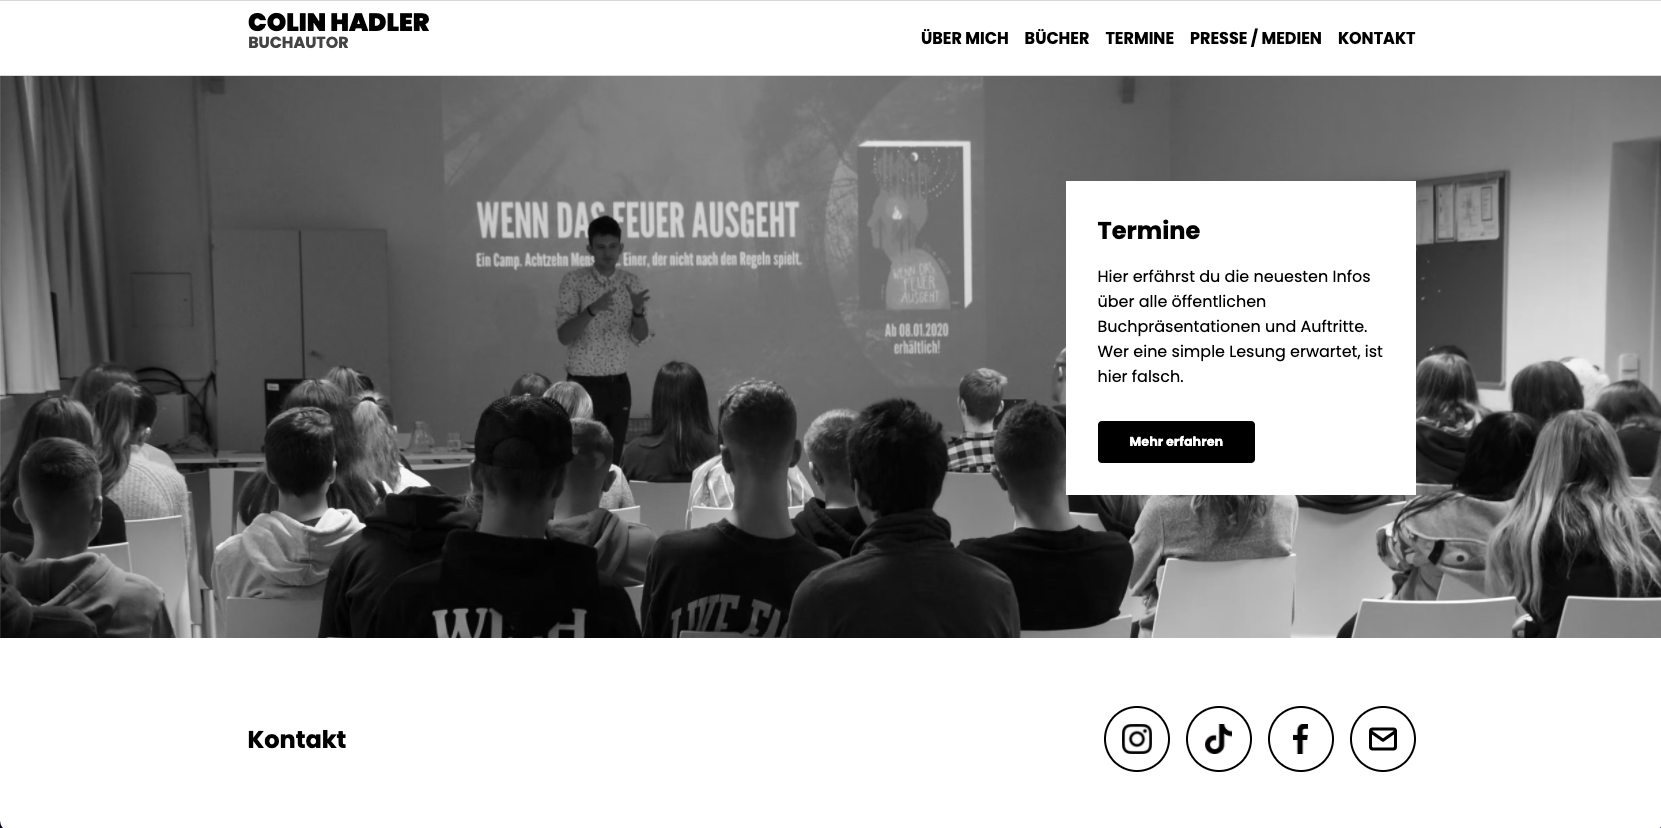 COLIN HADLER
BUCHAUTOR
ÜBER MICH BÜCHER TERMINE PRESSE / MEDIEN KONTAKT
WENN DAS FEUER AUSGEHT
Ein Camp. Achtzehn Mens Einer, der nicht nach den Regeln spielt.
WENN DAS
FEUER
AUSGEHT
Ab 08.01.2020
erhältlich!
Termine
Hier erfährst du die neuesten Infos
über alle öffentlichen
Buchpräsentationen und Auftritte.
Wer eine simple Lesung erwartet, ist
hier falsch.
Mehr erfahren
Kontakt